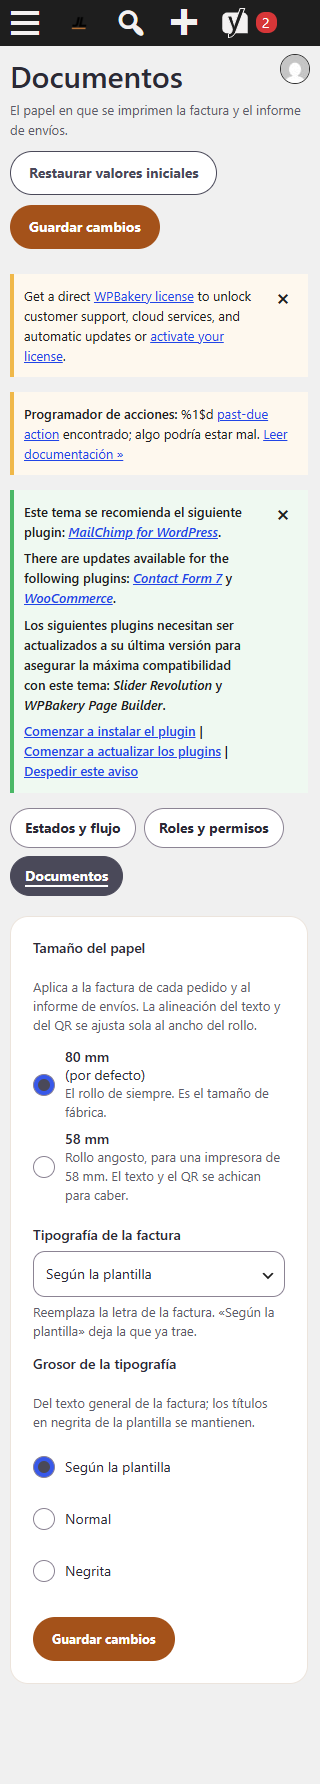 2
Documentos
El papel en que se imprimen la factura y el informe
de envíos.
Restaurar valores iniciales
Guardar cambios
Get a direct WPBakery license to unlock
customer support, cloud services, and
automatic updates or activate your
license.
Programador de acciones: %1$d past-due
action encontrado; algo podría estar mal. Leer
documentación »
Este tema se recomienda el siguiente
plugin: MailChimp for WordPress.
There are updates available for the
following plugins: Contact Form 7 y
WooCommerce.
Los siguientes plugins necesitan ser
actualizados a su última versión para
asegurar la máxima compatibilidad
con este tema: Slider Revolution y
WPBakery Page Builder.
Comenzar a instalar el plugin |
Comenzar a actualizar los plugins |
Despedir este aviso
Estados y flujo
Roles y permisos
Documentos
Tamaño del papel
Aplica a la factura de cada pedido y al
informe de envíos. La alineación del texto y
del QR se ajusta sola al ancho del rollo.
80 mm
(por defecto)
El rollo de siempre. Es el tamaño de
fábrica.
58 mm
Rollo angosto, para una impresora de
58 mm. El texto y el QR se achican
para caber.
Tipografía de la factura
Según la plantilla
Reemplaza la letra de la factura. «Según la
plantilla» deja la que ya trae.
Grosor de la tipografía
Del texto general de la factura; los títulos
en negrita de la plantilla se mantienen.
Según la plantilla
Normal
Negrita
Guardar cambios